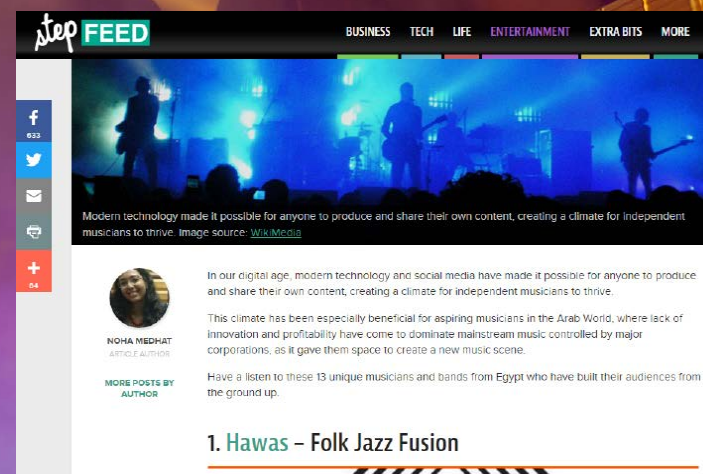 step FEED
BUSINESS TECH LIFE ENTERTAINMENT EXTRA BITS MORE
633
64
Modern technology made it possible for anyone to produce and share their own content, creating a climate for independent
musicians to thrive. Image source: WikiMedia
NOHA MEDHAT
ARTICLE AUTHOR
MORE POSTS BY
AUTHOR
In our digital age, modern technology and social media have made it possible for anyone to produce
and share their own content, creating a climate for independent musicians to thrive.
This climate has been especially beneficial for aspiring musicians in the Arab World, where lack of
innovation and profitability have come to dominate mainstream music controlled by major
corporations, as it gave them space to create a new music scene.
Have a listen to these 13 unique musicians and bands from Egypt who have built their audiences from
the ground up.
1. Hawas – Folk Jazz Fusion